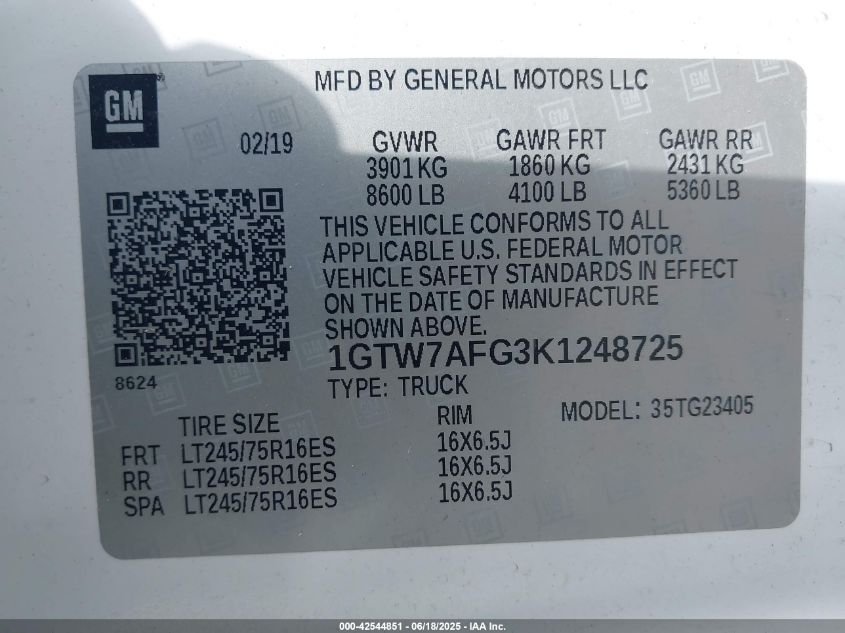 GM
MFD BY GENERAL MOTORS LLC
02/19 GVWR GAWR FRT GAWR RR
3901 KG 1860 KG 2431 KG
8600 LB 4100 LB 5360 LB
THIS VEHICLE CONFORMS TO ALL
APPLICABLE U.S. FEDERAL MOTOR
VEHICLE SAFETY STANDARDS IN EFFECT
ON THE DATE OF MANUFACTURE
SHOWN ABOVE.
1GTW7AFG3K1248725
8624
TYPE: TRUCK
MODEL: 35TG23405
TIRE SIZE RIM
FRT LT245/75R16ES 16X6.5J
RR LT245/75R16ES 16X6.5J
SPA LT245/75R16ES 16X6.5J
000-42544851 - 06/18/2025 - IAA Inc.